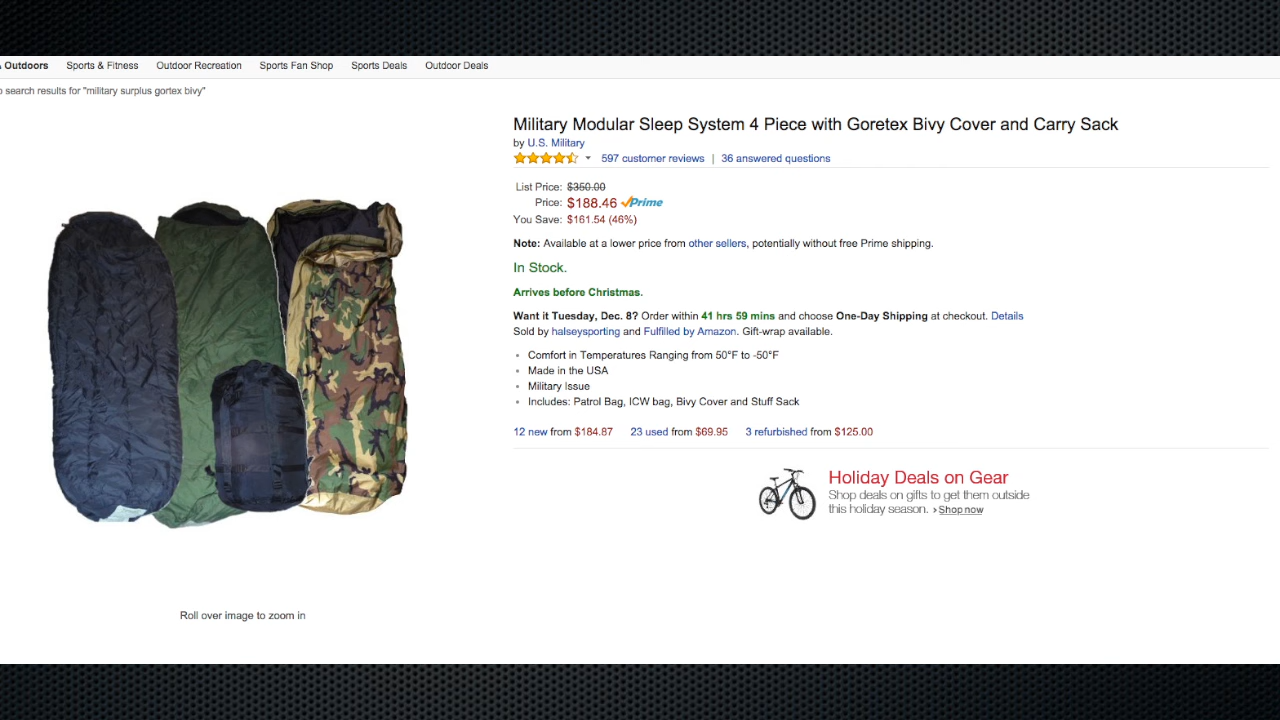 Outdoors Sports & Fitness Outdoor Recreation Sports Fan Shop Sports Deals Outdoor Deals
search results for "military surplus gortex bivy"
Military Modular Sleep System 4 Piece with Goretex Bivy Cover and Carry Sack
by U.S. Military
597 customer reviews | 36 answered questions
List Price: $350.00
Price: $188.46 Prime
You Save: $161.54 (46%)
Note: Available at a lower price from other sellers, potentially without free Prime shipping.
In Stock.
Arrives before Christmas.
Want it Tuesday, Dec. 8? Order within 41 hrs 59 mins and choose One-Day Shipping at checkout. Details
Sold by halseysporting and Fulfilled by Amazon. Gift-wrap available.
• Comfort in Temperatures Ranging from 50°F to -50°F
• Made in the USA
• Military Issue
• Includes: Patrol Bag, ICW bag, Bivy Cover and Stuff Sack
12 new from $184.87 23 used from $69.95 3 refurbished from $125.00
Holiday Deals on Gear
Shop deals on gifts to get them outside
this holiday season. › Shop now
Roll over image to zoom in